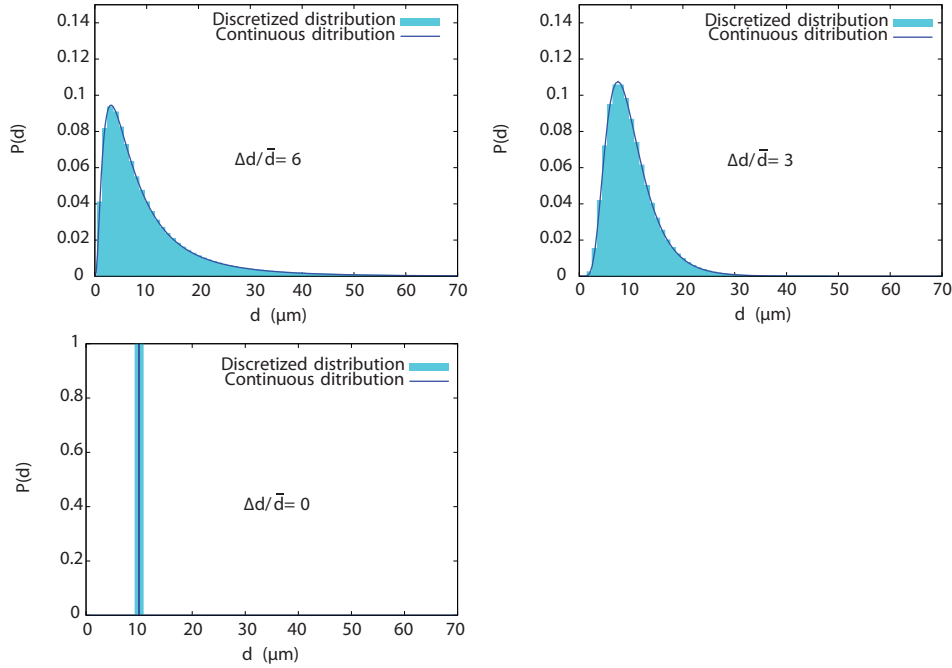 0.14
0.12
0.1
0.08
0.06
0.04
0.02
0
P(d)
Discretized distribution
Continuous ditribution
Δd/d̅= 6
0 10 20 30 40 50 60 70
d (μm)
0.14
0.12
0.1
0.08
0.06
0.04
0.02
0
P(d)
Discretized distribution
Continuous ditribution
Δd/d̅= 3
0 10 20 30 40 50 60 70
d (μm)
1
0.8
0.6
0.4
0.2
0
P(d)
Discretized distribution
Continuous ditribution
Δd/d̅= 0
0 10 20 30 40 50 60 70
d (μm)